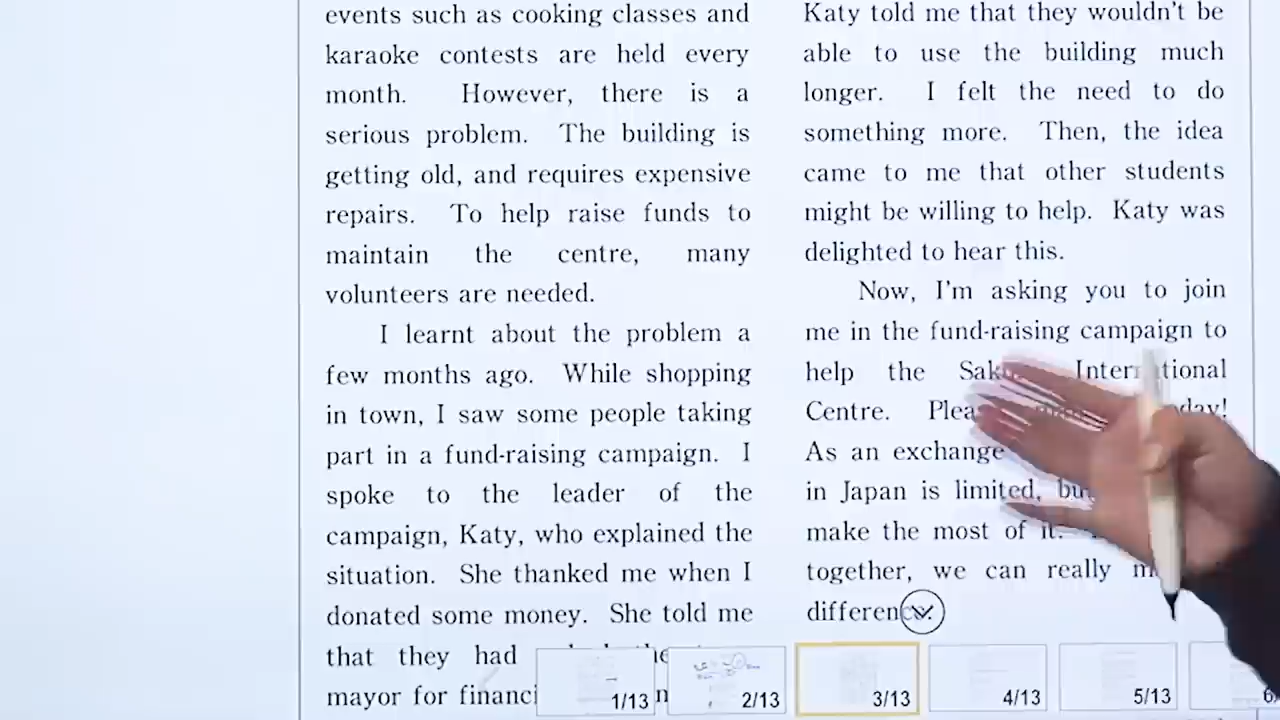 events such as cooking classes and
karaoke contests are held every
month. However, there is a
serious problem. The building is
getting old, and requires expensive
repairs. To help raise funds to
maintain the centre, many
volunteers are needed.
I learnt about the problem a
few months ago. While shopping
in town, I saw some people taking
part in a fund-raising campaign. I
spoke to the leader of the
campaign, Katy, who explained the
situation. She thanked me when I
donated some money. She told me
that they had
mayor for
Katy told me that they wouldn't be
able to use the building much
longer. I felt the need to do
something more. Then, the idea
came to me that other students
might be willing to help. Katy was
delighted to hear this.
Now, I'm asking you to join
me in the fund-raising campaign to
help the International
Centre.
As an exchange
in Japan is limited,
make the most of it.
together, we can really
1/13
2/13
3/13
4/13
5/13